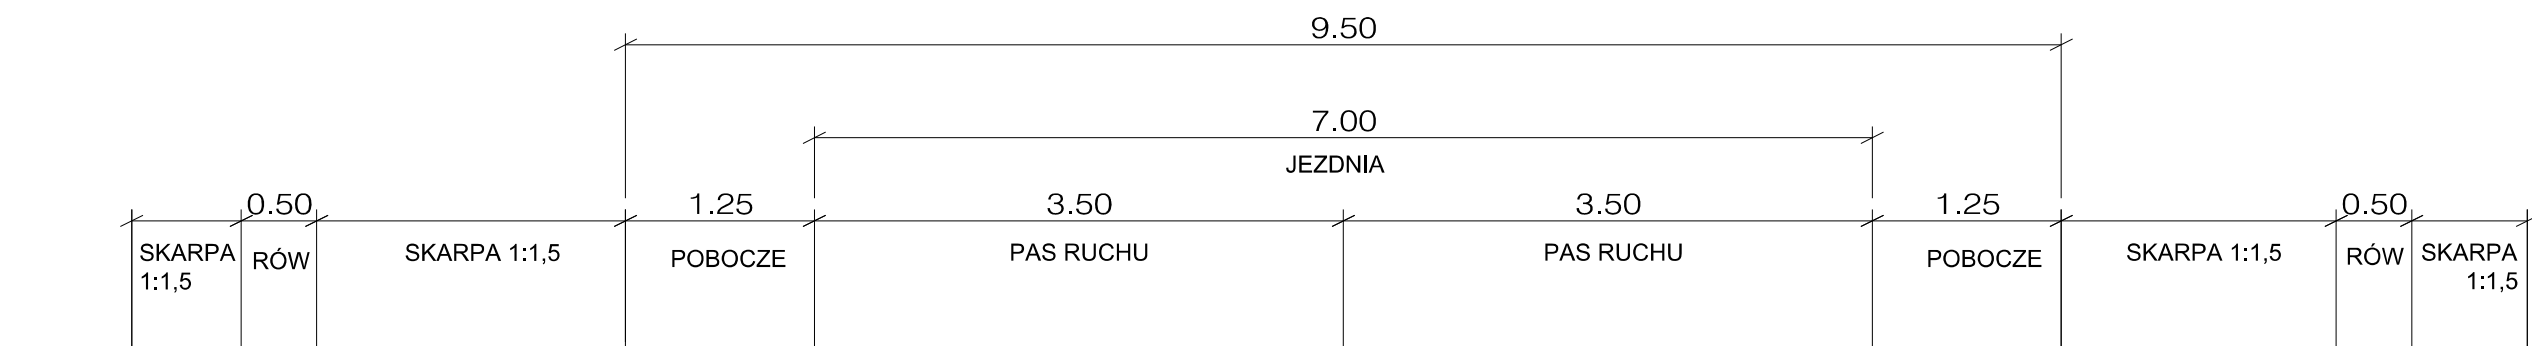 9.50
7.00
JEZDNIA
0.50 1.25 3.50 3.50 1.25 0.50
SKARPA 1:1,5 RÓW SKARPA 1:1,5 POBOCZE PAS RUCHU PAS RUCHU POBOCZE SKARPA 1:1,5 RÓW SKARPA 1:1,5